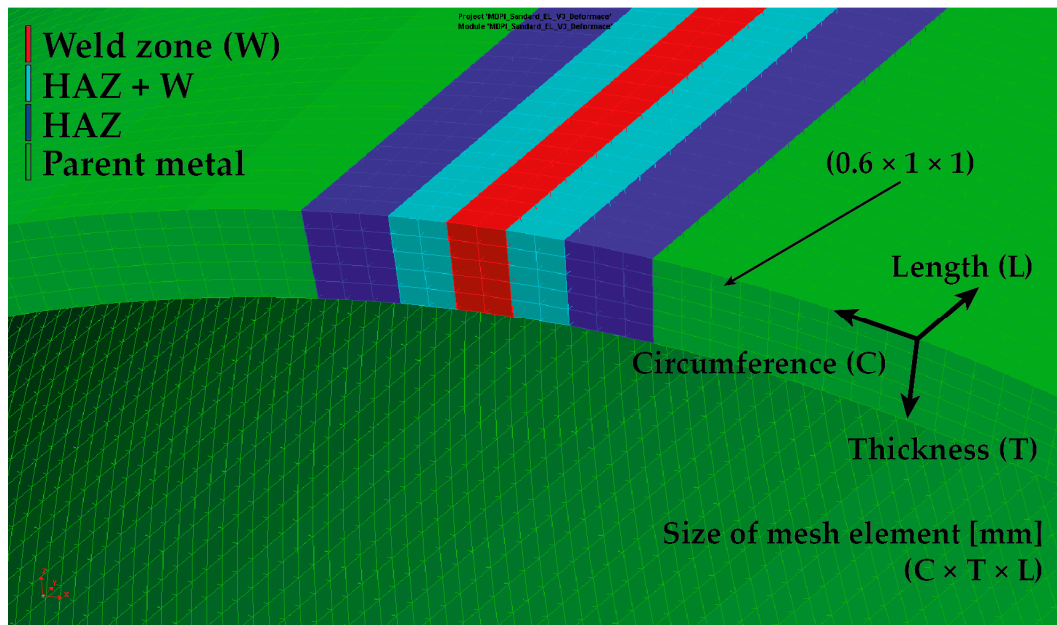 Project 'MDPI_Sandard_EL_V3_Deformace'
Module 'MDPI_Sandard_EL_V3_Deformace'
Weld zone (W)
HAZ + W
HAZ
Parent metal
(0.6 × 1 × 1)
Length (L)
Circumference (C)
Thickness (T)
Size of mesh element [mm]
(C × T × L)
Z
Y
X